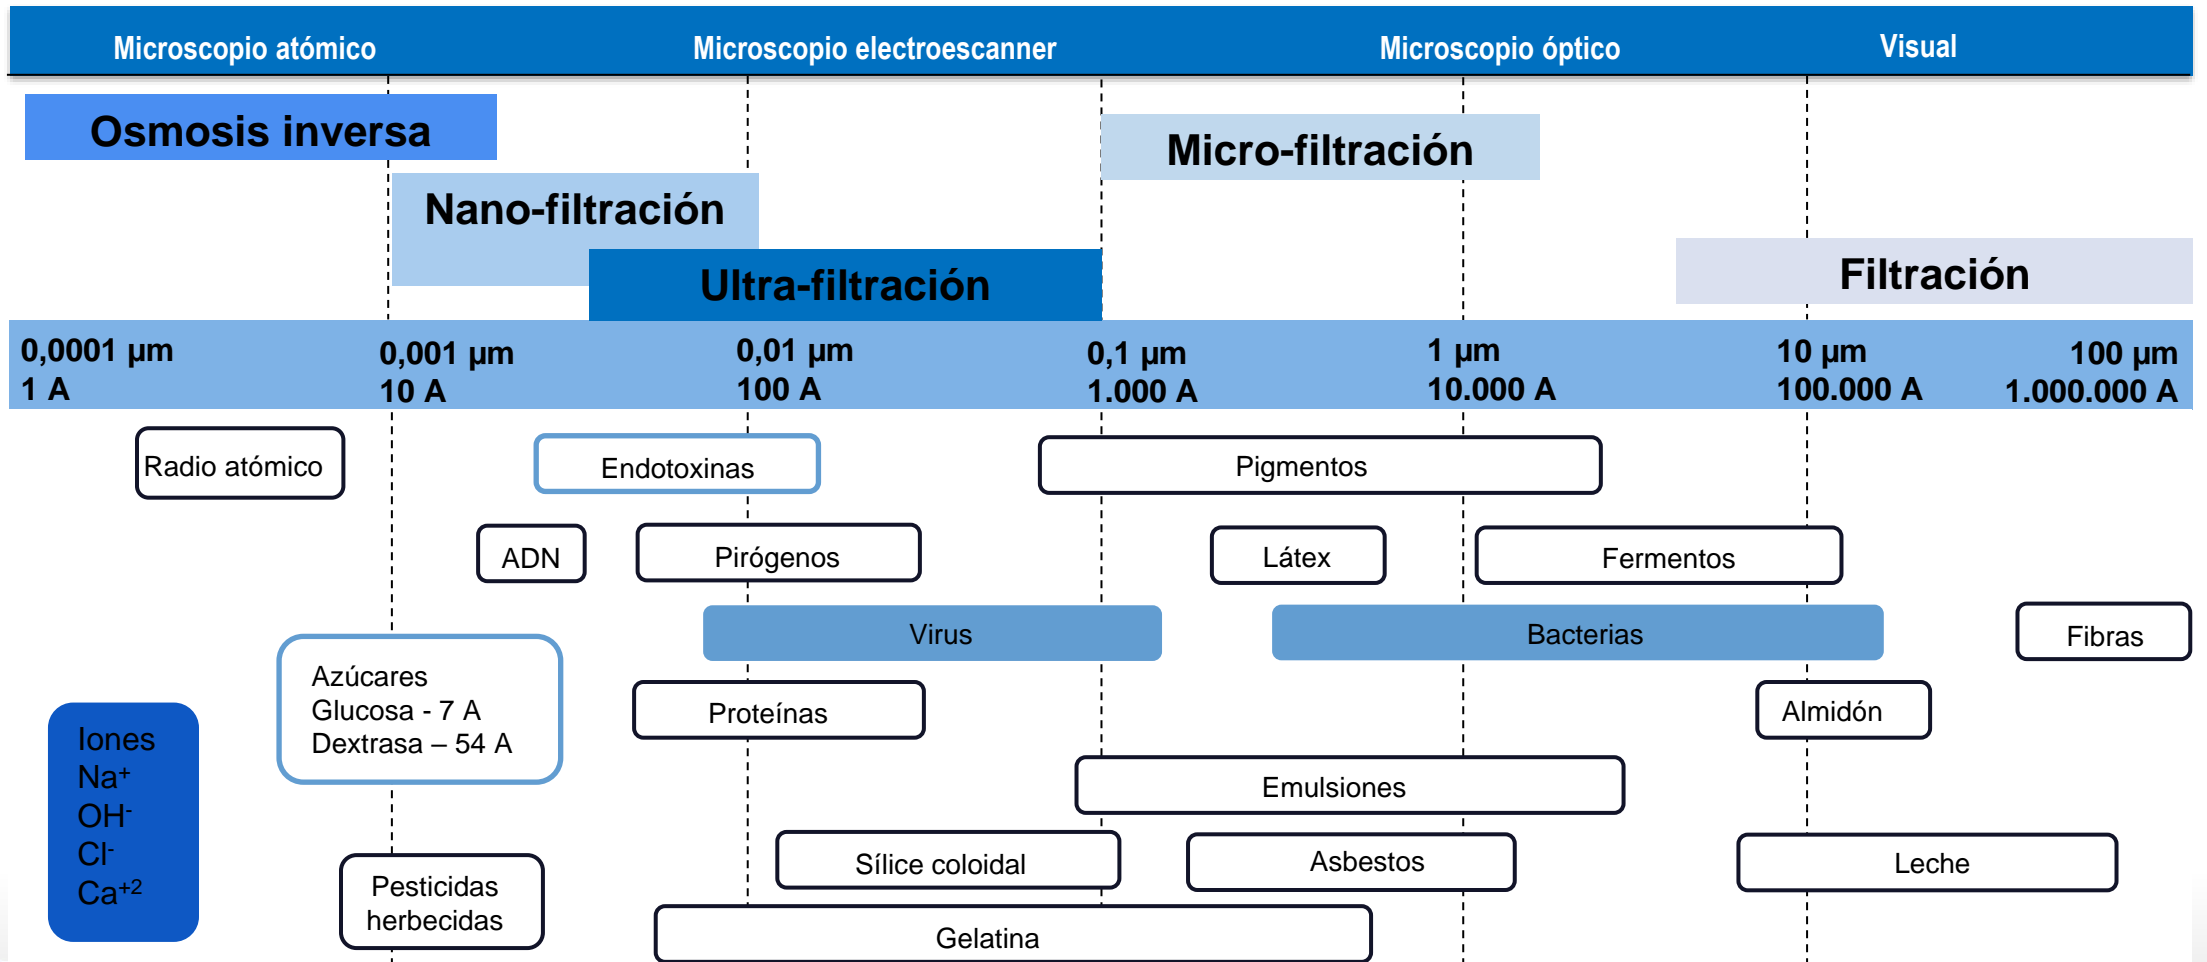 Microscopio atómico
Microscopio electroescanner
Microscopio óptico
Visual
Osmosis inversa
Micro-filtración
Nano-filtración
Ultra-filtración
Filtración
0,0001 µm
1 A
0,001 µm
10 A
0,01 µm
100 A
0,1 µm
1.000 A
1 µm
10.000 A
10 µm
100.000 A
100 µm
1.000.000 A
Radio atómico
Endotoxinas
Pigmentos
ADN
Pirógenos
Látex
Fermentos
Virus
Bacterias
Fibras
Azúcares
Glucosa - 7 A
Dextrasa – 54 A
Proteínas
Almidón
Iones
Na⁺
OH⁻
Cl⁻
Ca⁺²
Emulsiones
Sílice coloidal
Asbestos
Leche
Pesticidas
herbecidas
Gelatina